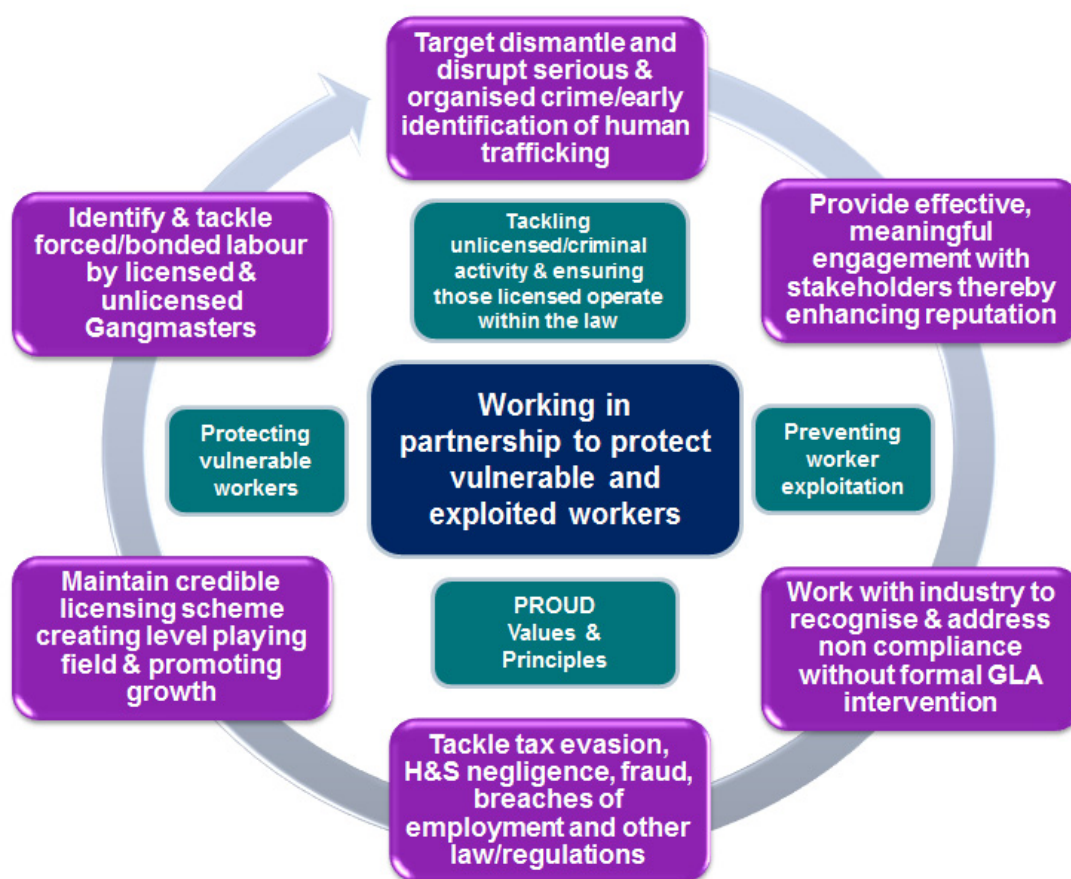 Target dismantle and
disrupt serious &
organised crime/early
identification of human
trafficking
Identify & tackle
forced/bonded labour
by licensed &
unlicensed
Gangmasters
Tackling
unlicensed/criminal
activity & ensuring
those licensed operate
within the law
Provide effective,
meaningful
engagement with
stakeholders thereby
enhancing reputation
Protecting
vulnerable
workers
Working in
partnership to protect
vulnerable and
exploited workers
Preventing
worker
exploitation
Maintain credible
licensing scheme
creating level playing
field & promoting
growth
PROUD
Values &
Principles
Work with industry to
recognise & address
non compliance
without formal GLA
intervention
Tackle tax evasion,
H&S negligence, fraud,
breaches of
employment and other
law/regulations